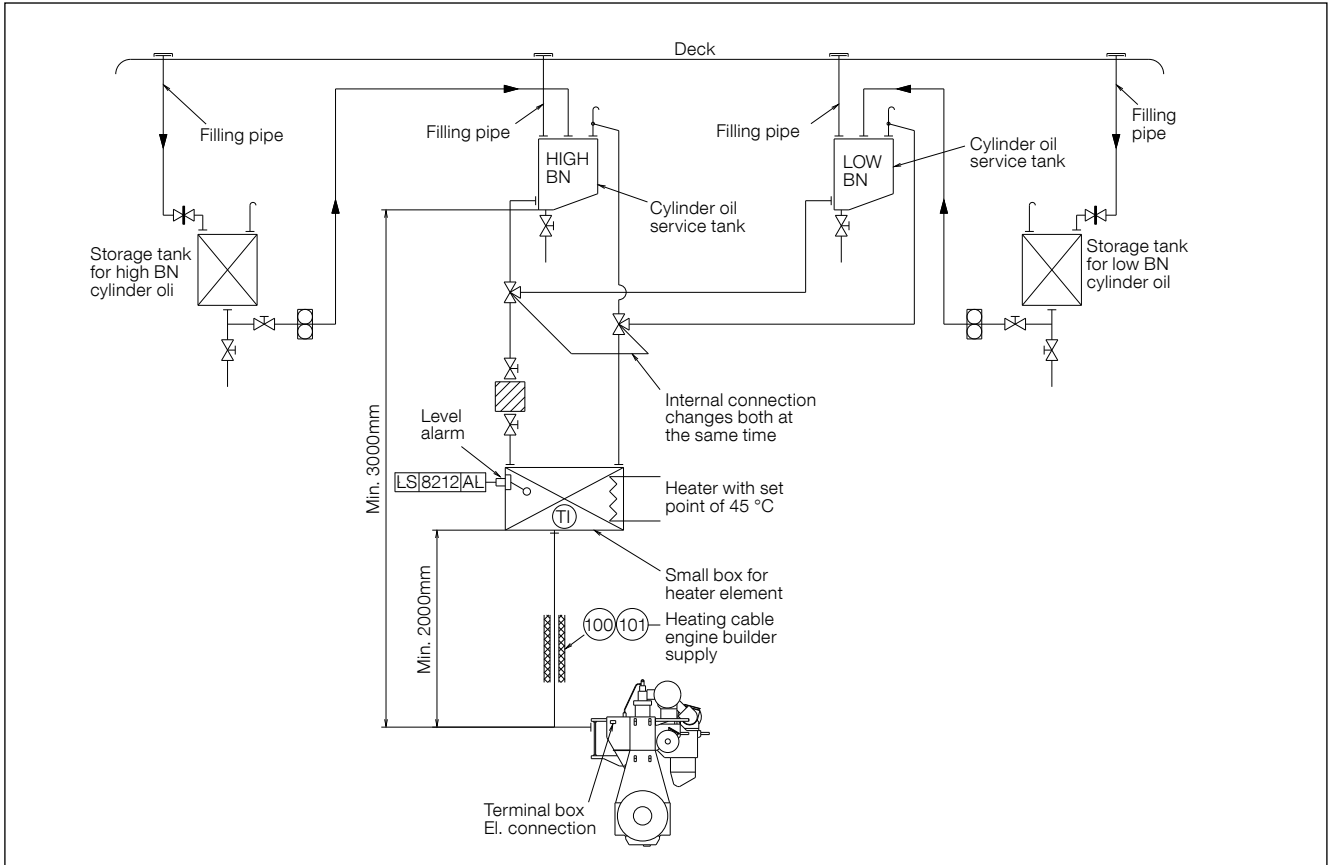 Deck
Filling pipe
Filling pipe
Filling pipe
Filling
pipe
HIGH
BN
LOW
BN
Cylinder oil
service tank
Cylinder oil
service tank
Storage tank
for high BN
cylinder oli
Storage tank
for low BN
cylinder oil
Internal connection
changes both at
the same time
Level
alarm
LS 8212 AL
Min. 3000mm
Heater with set
point of 45 °C
TI
Small box for
heater element
Min. 2000mm
100 101
Heating cable
engine builder
supply
Terminal box
El. connection